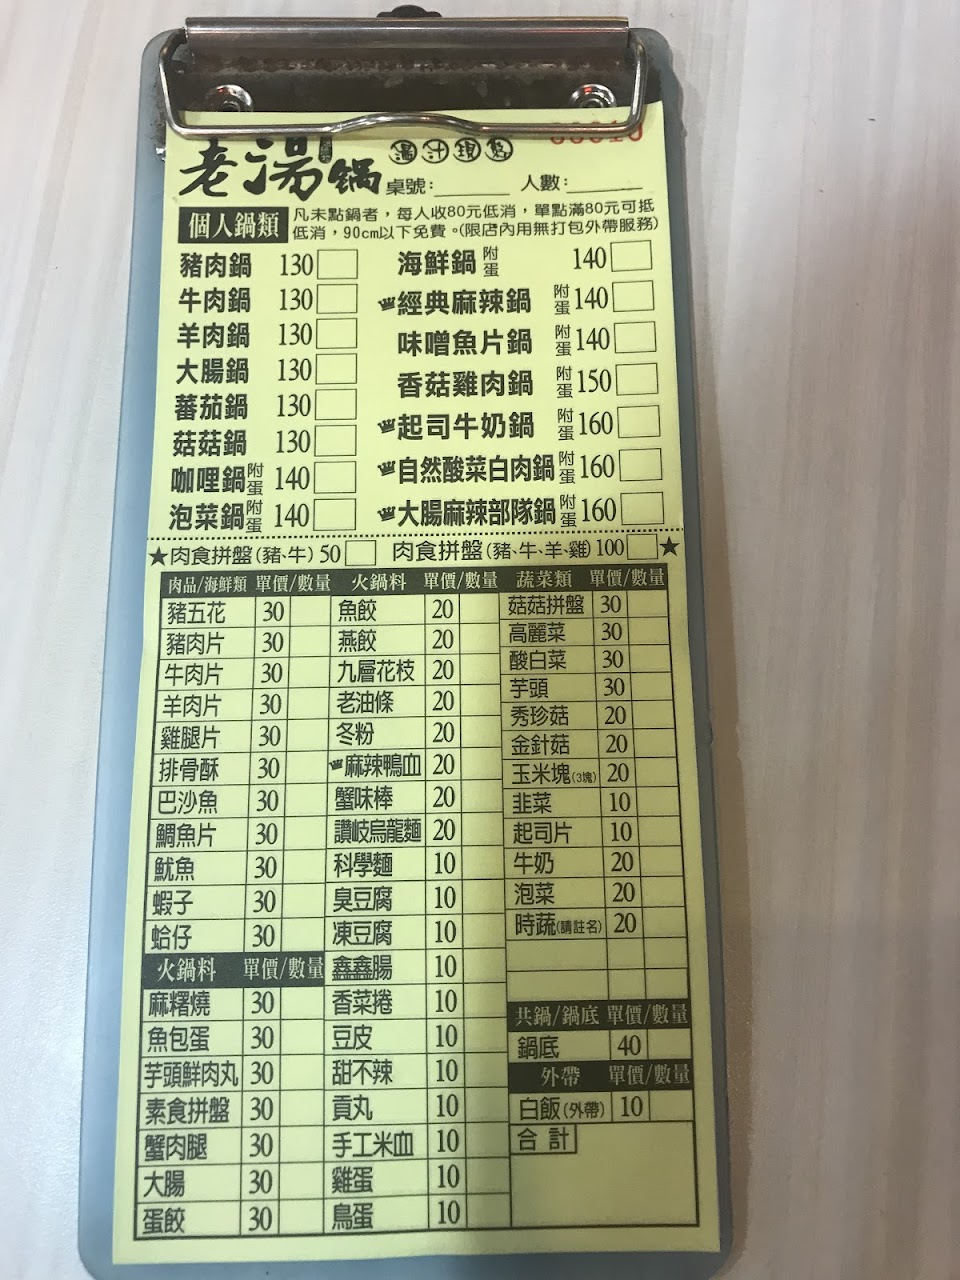 老湯鍋 湯汁現熬
桌號: 人數:
個人鍋類 凡未點鍋者，每人收80元低消，單點滿80元可抵
低消，90cm以下免費。(限店內用無打包外帶服務)
豬肉鍋 130 海鮮鍋 附蛋 140
牛肉鍋 130 經典麻辣鍋 附蛋 140
羊肉鍋 130 味噌魚片鍋 附蛋 140
大腸鍋 130 香菇雞肉鍋 附蛋 150
蕃茄鍋 130 起司牛奶鍋 附蛋 160
菇菇鍋 130 自然酸菜白肉鍋 附蛋 160
咖哩鍋 附蛋 140 大腸麻辣部隊鍋 附蛋 160
泡菜鍋 附蛋 140
★肉食拼盤(豬、牛) 50 肉食拼盤(豬、牛、羊、雞) 100 ★
肉品/海鮮類 單價/數量
豬五花 30
豬肉片 30
牛肉片 30
羊肉片 30
雞腿片 30
排骨酥 30
巴沙魚 30
鯛魚片 30
魷魚 30
蝦子 30
蛤仔 30
火鍋料 單價/數量
麻糬燒 30
魚包蛋 30
芋頭鮮肉丸 30
素食拼盤 30
蟹肉腿 30
大腸 30
蛋餃 30
火鍋料 單價/數量
魚餃 20
燕餃 20
九層花枝 20
老油條 20
冬粉 20
麻辣鴨血 20
蟹味棒 20
讚岐烏龍麵 20
科學麵 10
臭豆腐 10
凍豆腐 10
鑫鑫腸 10
香菜捲 10
豆皮 10
甜不辣 10
貢丸 10
手工米血 10
雞蛋 10
鳥蛋 10
蔬菜類 單價/數量
菇菇拼盤 30
高麗菜 30
酸白菜 30
芋頭 30
秀珍菇 20
金針菇 20
玉米塊(3塊) 20
韭菜 10
起司片 10
牛奶 20
泡菜 20
時蔬(請註名) 20
共鍋/鍋底 單價/數量
鍋底 40
外帶 單價/數量
白飯(外帶) 10
合計